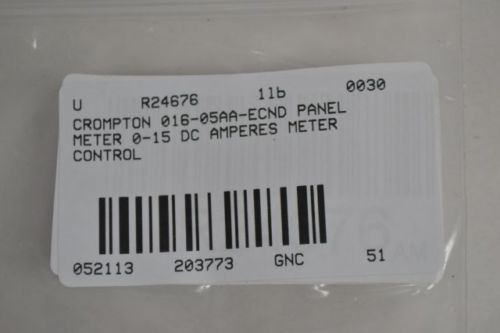 U R24676 1lb 0030
CROMPTON 016-05AA-ECND PANEL
METER 0-15 DC AMPERES METER
CONTROL
052113 203773 GNC 51